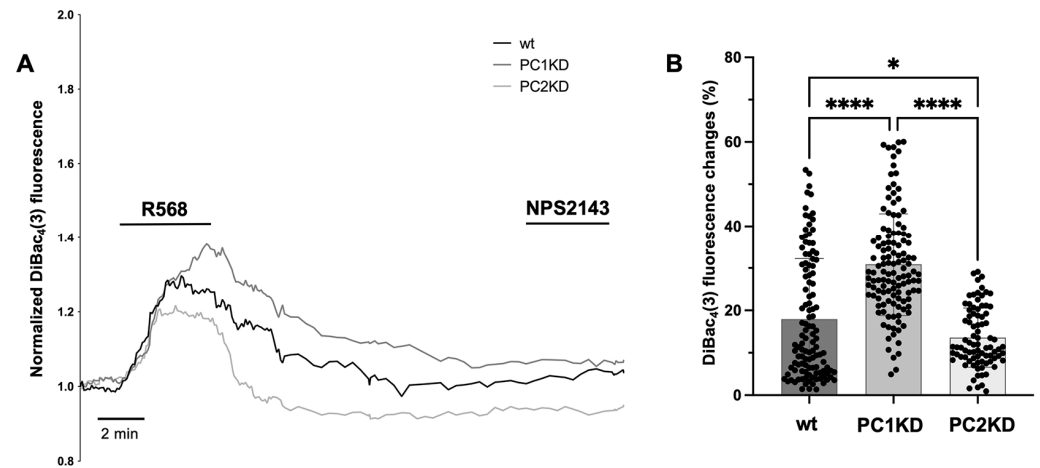 A
Normalized DiBac₄(3) fluorescence
2.0
1.8
1.6
1.4
1.2
1.0
0.8
wt
PC1KD
PC2KD
R568
NPS2143
2 min
B
DiBac₄(3) fluorescence changes (%)
80
60
40
20
0
*
**** ****
wt PC1KD PC2KD